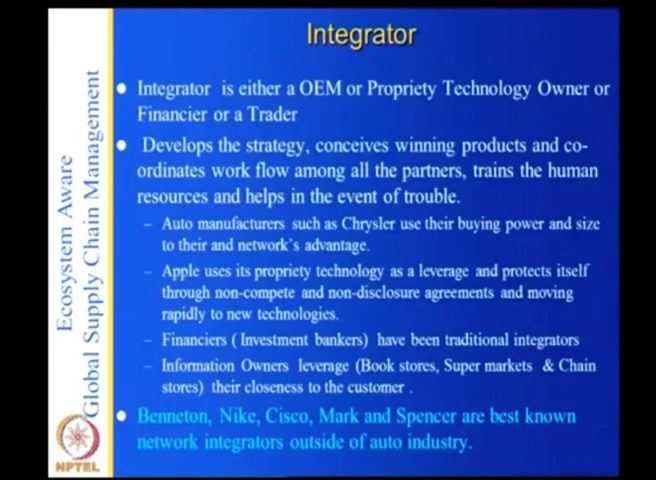 Integrator
Integrator is either a OEM or Propriety Technology Owner or
Financier or a Trader
Develops the strategy, conceives winning products and co-
ordinates work flow among all the partners, trains the human
resources and helps in the event of trouble.
– Auto manufacturers such as Chrysler use their buying power and size
to their and network's advantage.
– Apple uses its propriety technology as a leverage and protects itself
through non-compete and non-disclosure agreements and moving
rapidly to new technologies.
– Financiers ( Investment bankers) have been traditional integrators
– Information Owners leverage (Book stores, Super markets & Chain
stores) their closeness to the customer .
Benneton, Nike, Cisco, Mark and Spencer are best known
network integrators outside of auto industry.
Ecosystem Aware
Global Supply Chain Management
NPTEL